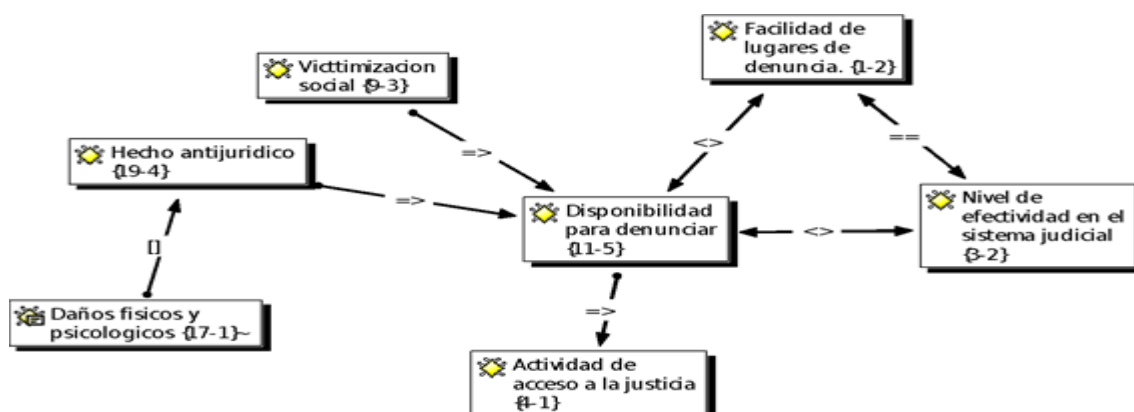 Facilidad de
lugares de
denuncia. {1-2}
Victtimizacion
social {9-3}
<>
==
=>
Hecho antijuridico
{19-4}
=>
Disponibilidad
para denunciar
{11-5}
<>
Nivel de
efectividad en el
sistema judicial
{3-2}
[]
Daños fisicos y
psicologicos {17-1}~
=>
Actividad de
acceso a la justicia
{4-1}